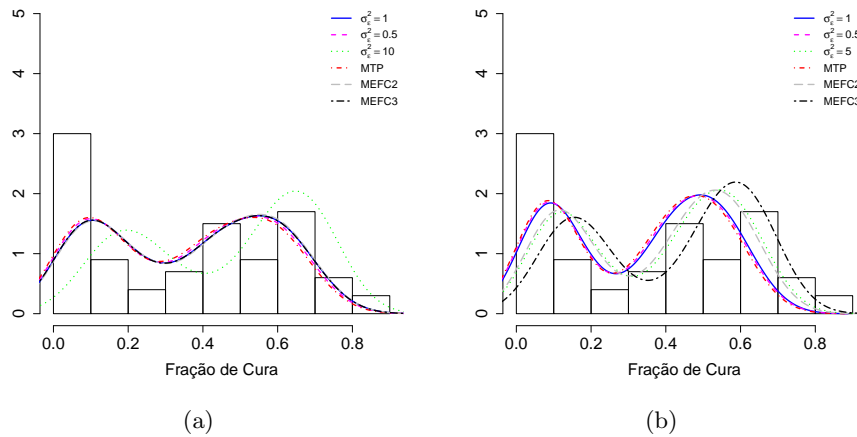 5
4
3
2
1
0
0.0 0.2 0.4 0.6 0.8
Fração de Cura
σ²ε = 1
σ²ε = 0.5
σ²ε = 10
MTP
MEFC2
MEFC3
(a)
5
4
3
2
1
0
0.0 0.2 0.4 0.6 0.8
Fração de Cura
σ²ε = 1
σ²ε = 0.5
σ²ε = 5
MTP
MEFC2
MEFC3
(b)